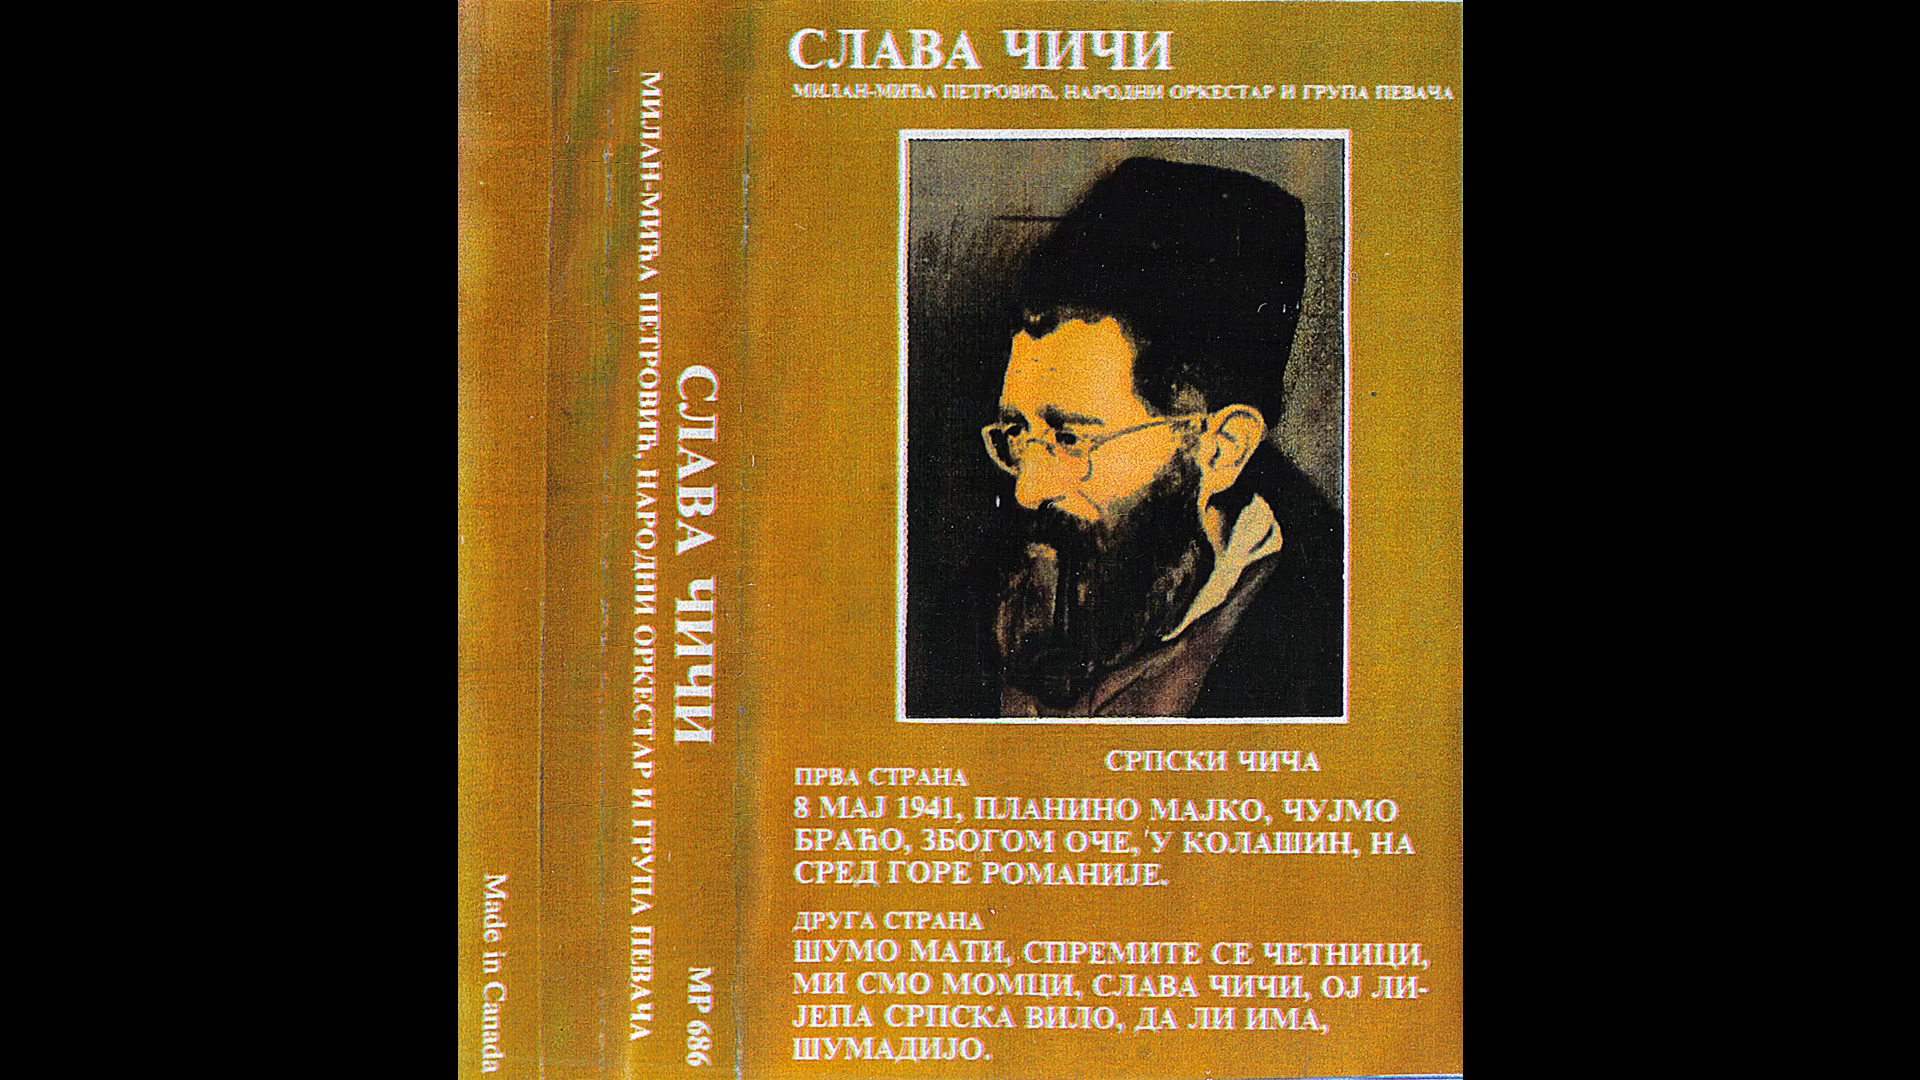 СЛАВА ЧИЧИ
МИЛАН-МИЋА ПЕТРОВИЋ, НАРОДНИ ОРКЕСТАР И ГРУПА ПЕВАЧА
СРПСКИ ЧИЧА
ПРВА СТРАНА
8 МАЈ 1941, ПЛАНИНО МАЈКО, ЧУЈМО
БРАЋО, ЗБОГОМ ОЧЕ, У КОЛАШИН, НА
СРЕД ГОРЕ РОМАНИЈЕ.
ДРУГА СТРАНА
ШУМО МАТИ, СПРЕМИТЕ СЕ ЧЕТНИЦИ,
МИ СМО МОМЦИ, СЛАВА ЧИЧИ, ОЈ ЛИ-
ЈЕПА СРПСКА ВИЛО, ДА ЛИ ИМА,
ШУМАДИЈО.
СЛАВА ЧИЧИ MP 686
МИЛАН-МИЋА ПЕТРОВИЋ, НАРОДНИ ОРКЕСТАР И ГРУПА ПЕВАЧА
Made in Canada